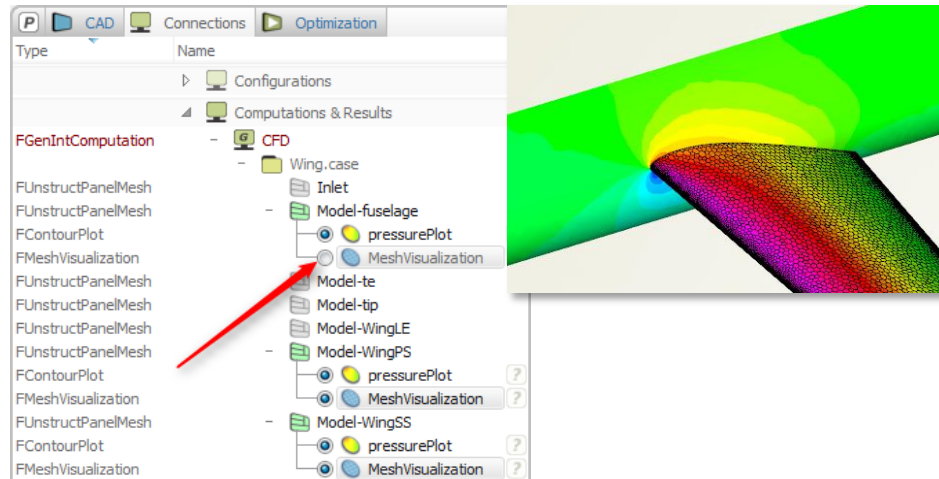 P CAD Connections Optimization
Type Name
Configurations
Computations & Results
FGenIntComputation G CFD
Wing.case
FUnstructPanelMesh Inlet
FUnstructPanelMesh Model-fuselage
FContourPlot pressurePlot
FMeshVisualization MeshVisualization
FUnstructPanelMesh Model-te
FUnstructPanelMesh Model-tip
FUnstructPanelMesh Model-WingLE
FUnstructPanelMesh Model-WingPS
FContourPlot pressurePlot ?
FMeshVisualization MeshVisualization ?
FUnstructPanelMesh Model-WingSS
FContourPlot pressurePlot ?
FMeshVisualization MeshVisualization ?